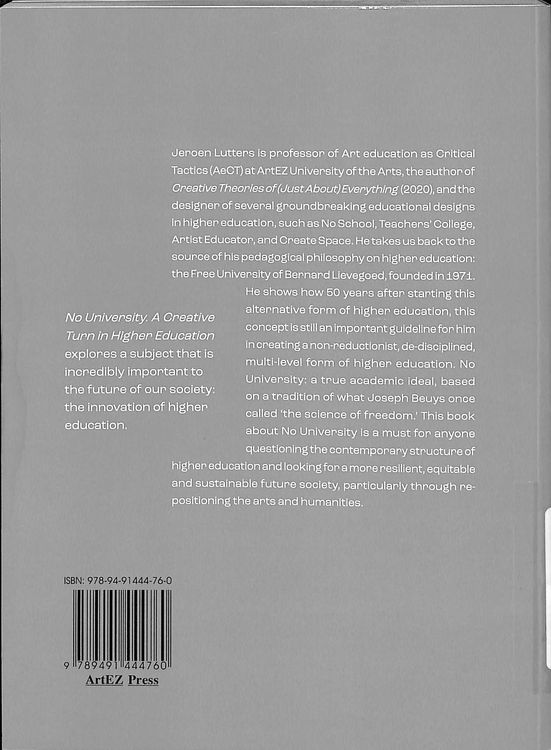 Jeroen Lutters is professor of Art education as Critical
Tactics (AeCT) at ArtEZ University of the Arts, the author of
Creative Theories of (Just About) Everything (2020), and the
designer of several groundbreaking educational designs
in higher education, such as No School, Teachers' College,
Artist Educator, and Create Space. He takes us back to the
source of his pedagogical philosophy on higher education:
the Free University of Bernard Lievegoed, founded in 1971.
He shows how 50 years after starting this
alternative form of higher education, this
concept is still an important guideline for him
in creating a non-reductionist, de-disciplined,
multi-level form of higher education. No
University: a true academic ideal, based
on a tradition of what Joseph Beuys once
called 'the science of freedom.' This book
about No University is a must for anyone
questioning the contemporary structure of
higher education and looking for a more resilient, equitable
and sustainable future society, particularly through re-
positioning the arts and humanities.
No University. A Creative
Turn in Higher Education
explores a subject that is
incredibly important to
the future of our society:
the innovation of higher
education.
ISBN: 978-94-91444-76-0
9 789491 444760
ArtEZ Press